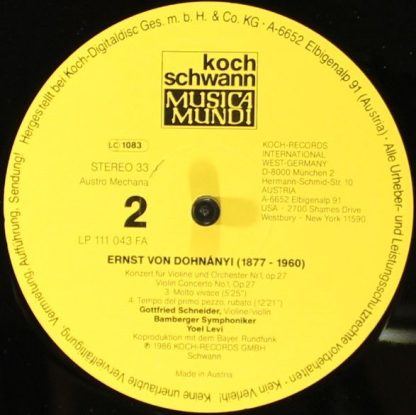 Hergestellt bei Koch-Digitaldisc Ges. m. b. H. & Co. KG · A-6652 Elbigenalp 91 (Austria) · Alle Urheber- und Leistungsschutzrechte vorbehalten · Kein Verleih! · Keine unerlaubte Vervielfältigung, Vermietung, Aufführung, Sendung!
koch
schwann
MUSICA
MUNDI
LC 1083
STEREO 33
Austro Mechana
2
LP 111 043 FA
KOCH-RECORDS
INTERNATIONAL
WEST-GERMANY
D-8000 München 2
Hermann-Schmid-Str. 10
AUSTRIA
A-6652 Elbigenalp 91
USA - 2700 Shames Drive
Westbury - New York 11590
ERNST VON DOHNÁNYI (1877 - 1960)
Konzert für Violine und Orchester Nr.1, op.27
Violin Concerto No.1, Op.27
3. Molto vivace (5'25")
4. Tempo del primo pezzo, rubato (12'21")
Gottfried Schneider, Violine/violin
Bamberger Symphoniker
Yoel Levi
Koproduktion mit dem Bayer. Rundfunk
℗ 1986 KOCH-RECORDS GMBH
Schwann
Made in Austria